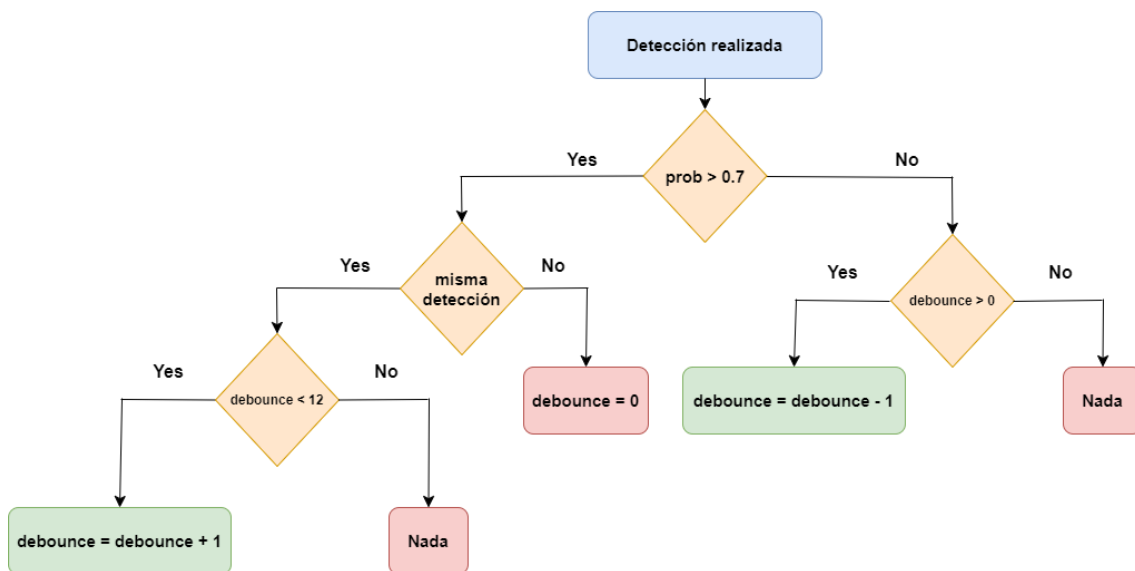 Detección realizada
Yes
No
prob > 0.7
Yes
No
misma
detección
Yes
No
debounce > 0
Yes
No
debounce < 12
debounce = 0
debounce = debounce - 1
Nada
debounce = debounce + 1
Nada